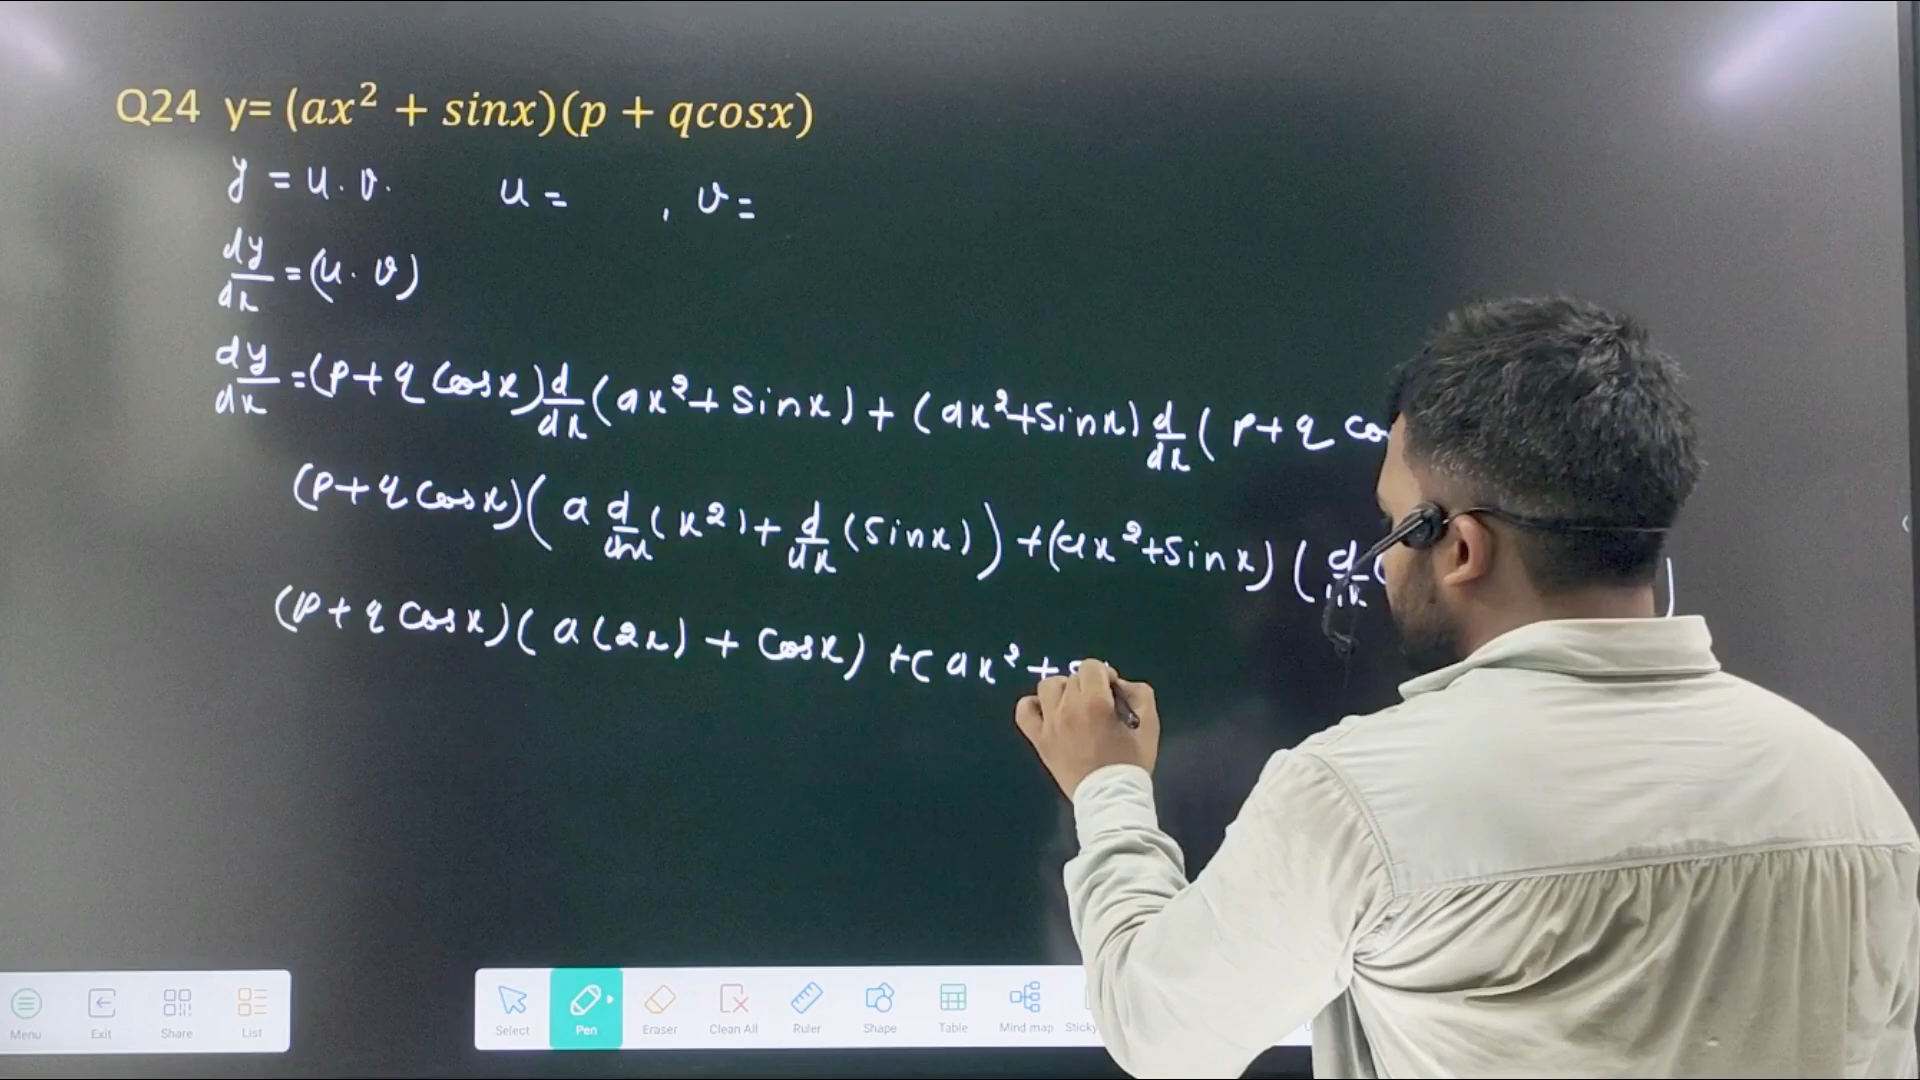 Q24 y= (ax² + sinx)(p + qcosx)
y = u . v. u = , v =
dy/dx = (u . v)
dy/dx = (p + q cosx) d/dx (ax² + sinx) + (ax² + sinx) d/dx (p + q co
(p + q cosx)(a d/dx (x²) + d/dx (sinx)) + (ax² + sinx) (d/dx (
(p + q cosx)(a(2x) + cosx) + (ax² + s
Menu Exit Share List Select Pen Eraser Clean All Ruler Shape Table Mind map Sticky